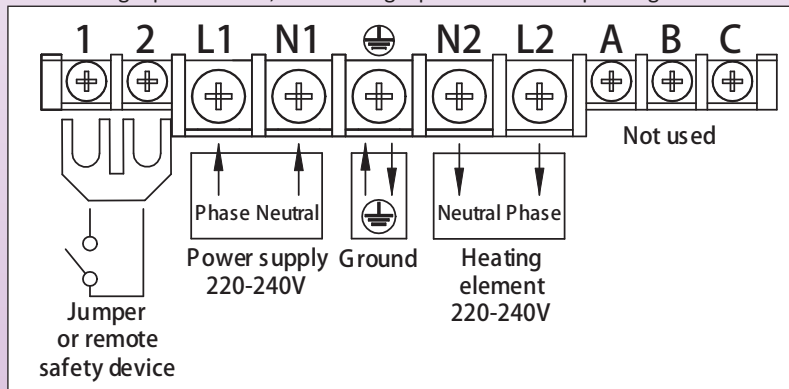 1 2 L1 N1 N2 L2 A B C
Not used
Phase Neutral
Neutral Phase
Power supply
220-240V
Ground
Heating
element
220-240V
Jumper
or remote
safety device